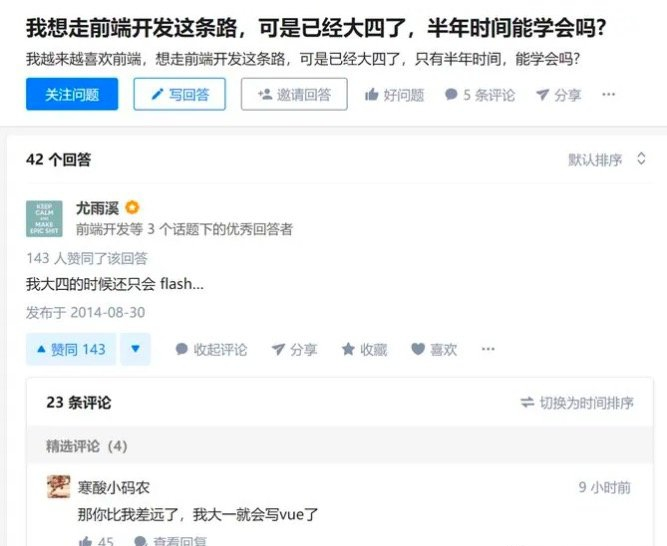 我想走前端开发这条路，可是已经大四了，半年时间能学会吗?
我越来越喜欢前端，想走前端开发这条路，可是已经大四了，只有半年时间，能学会吗?
关注问题 写回答 邀请回答 好问题 5 条评论 分享 ···
42 个回答 默认排序
KEEP
CALM
AND
MAKE
EPIC SHIT
尤雨溪
前端开发等 3 个话题下的优秀回答者
143 人赞同了该回答
我大四的时候还只会 flash...
发布于 2014-08-30
赞同 143 收起评论 分享 收藏 喜欢 ···
23 条评论 切换为时间排序
精选评论（4）
寒酸小码农 9 小时前
那你比我差远了，我大一就会写vue了
45 查看回复